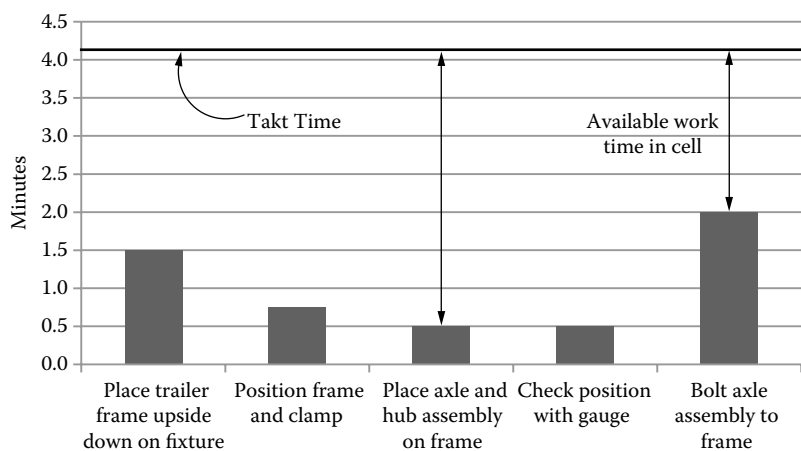 4.5
4.0
3.5
3.0
2.5
2.0
1.5
1.0
0.5
0.0
Minutes
Takt Time
Available work
time in cell
Place trailer
frame upside
down on fixture
Position frame
and clamp
Place axle and
hub assembly
on frame
Check position
with gauge
Bolt axle
assembly to
frame